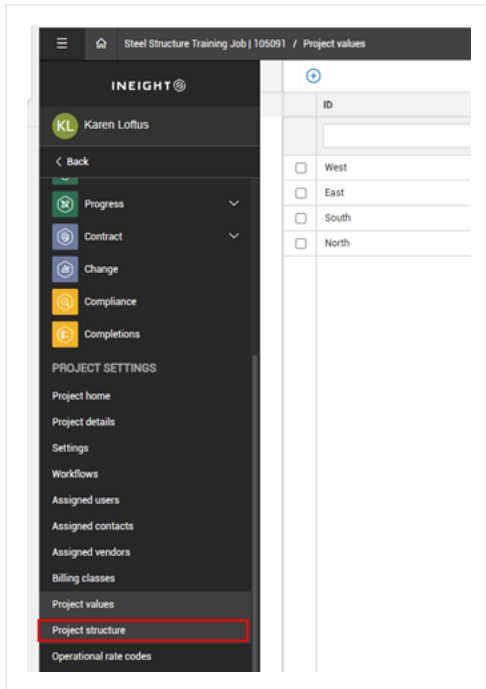 Steel Structure Training Job | 105091 / Project values
INEIGHT
KL Karen Loftus
< Back
Progress
Contract
Change
Compliance
Completions
PROJECT SETTINGS
Project home
Project details
Settings
Workflows
Assigned users
Assigned contacts
Assigned vendors
Billing classes
Project values
Project structure
Operational rate codes
ID
West
East
South
North